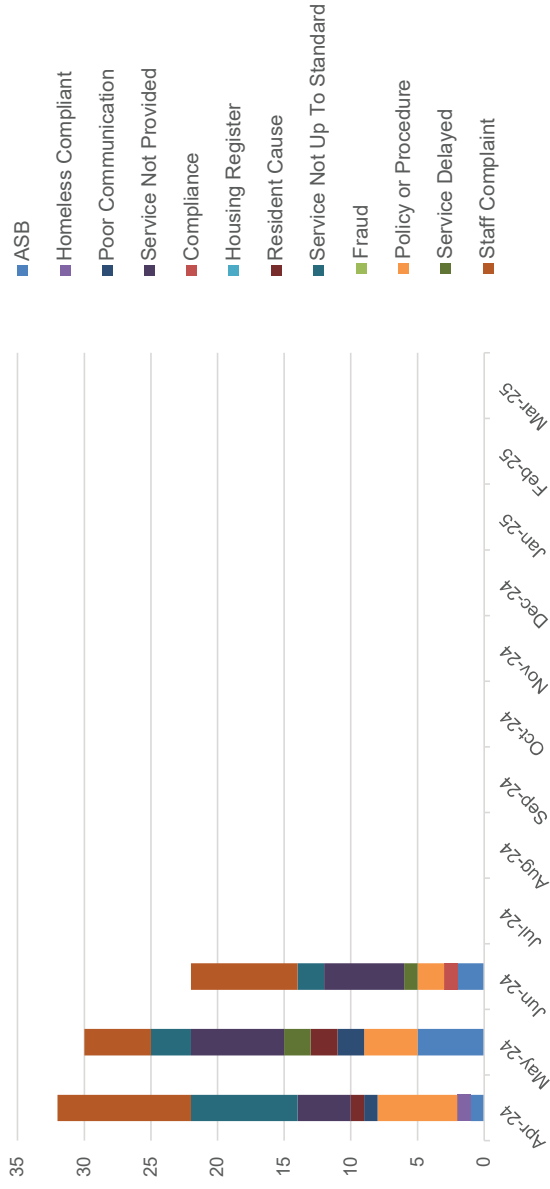 35
30
25
20
15
10
5
0
Apr-24
May-24
Jun-24
Jul-24
Aug-24
Sep-24
Oct-24
Nov-24
Dec-24
Jan-25
Feb-25
Mar-25
ASB
Homeless Compliant
Poor Communication
Service Not Provided
Compliance
Housing Register
Resident Cause
Service Not Up To Standard
Fraud
Policy or Procedure
Service Delayed
Staff Complaint